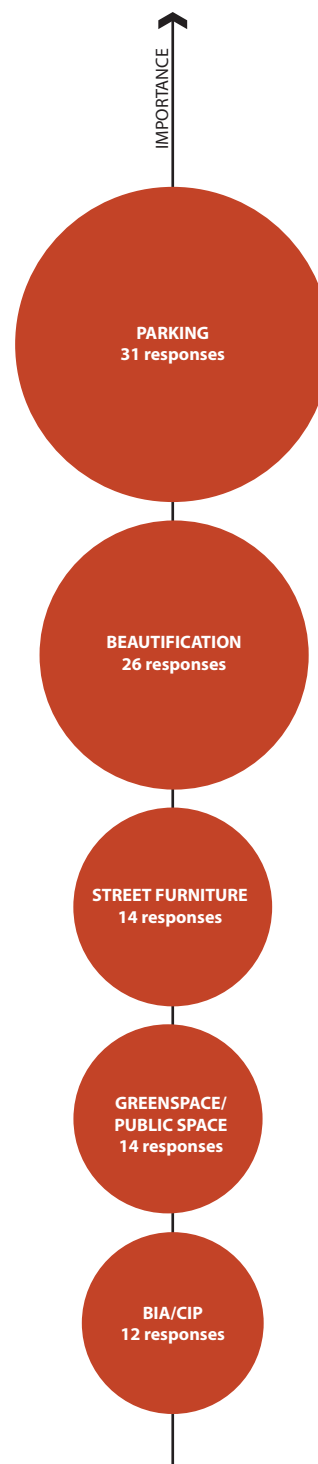 IMPORTANCE
PARKING
31 responses
BEAUTIFICATION
26 responses
STREET FURNITURE
14 responses
GREENSPACE/
PUBLIC SPACE
14 responses
BIA/CIP
12 responses